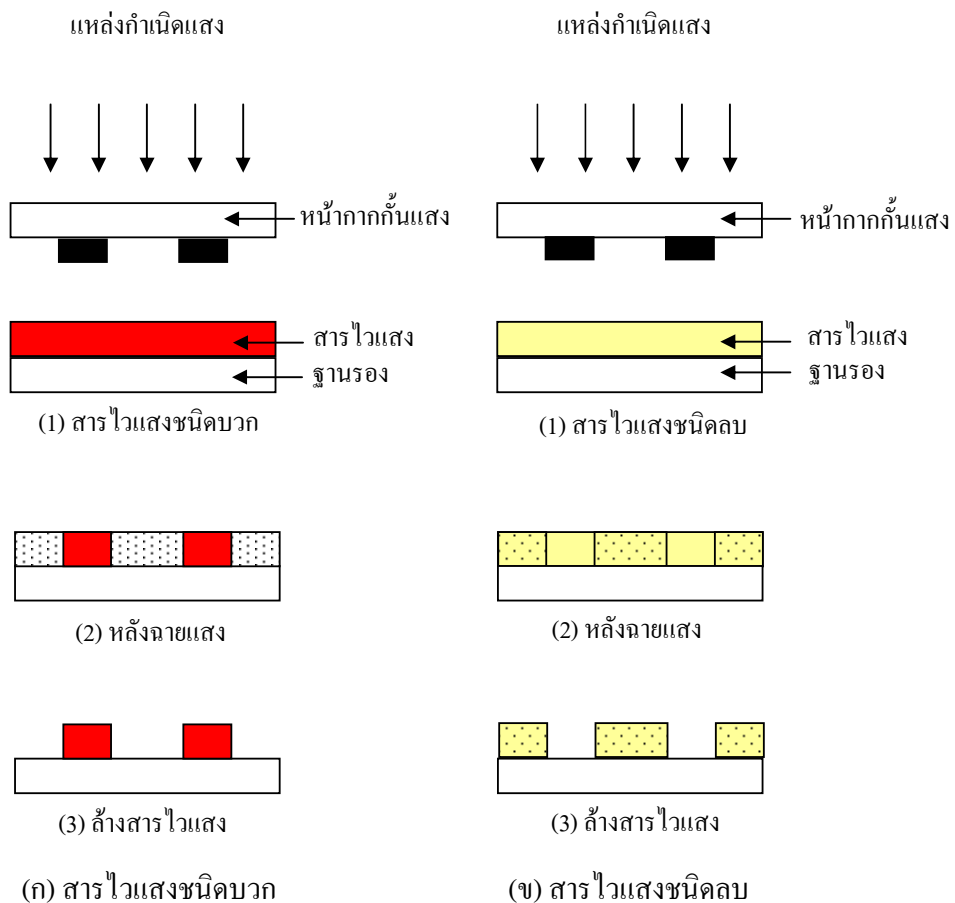 แหล่งกำเนิดแสง
หน้ากากกั้นแสง
สารไวแสง
ฐานรอง
(1) สารไวแสงชนิดบวก
(2) หลังฉายแสง
(3) ล้างสารไวแสง
(ก) สารไวแสงชนิดบวก
แหล่งกำเนิดแสง
หน้ากากกั้นแสง
สารไวแสง
ฐานรอง
(1) สารไวแสงชนิดลบ
(2) หลังฉายแสง
(3) ล้างสารไวแสง
(ข) สารไวแสงชนิดลบ